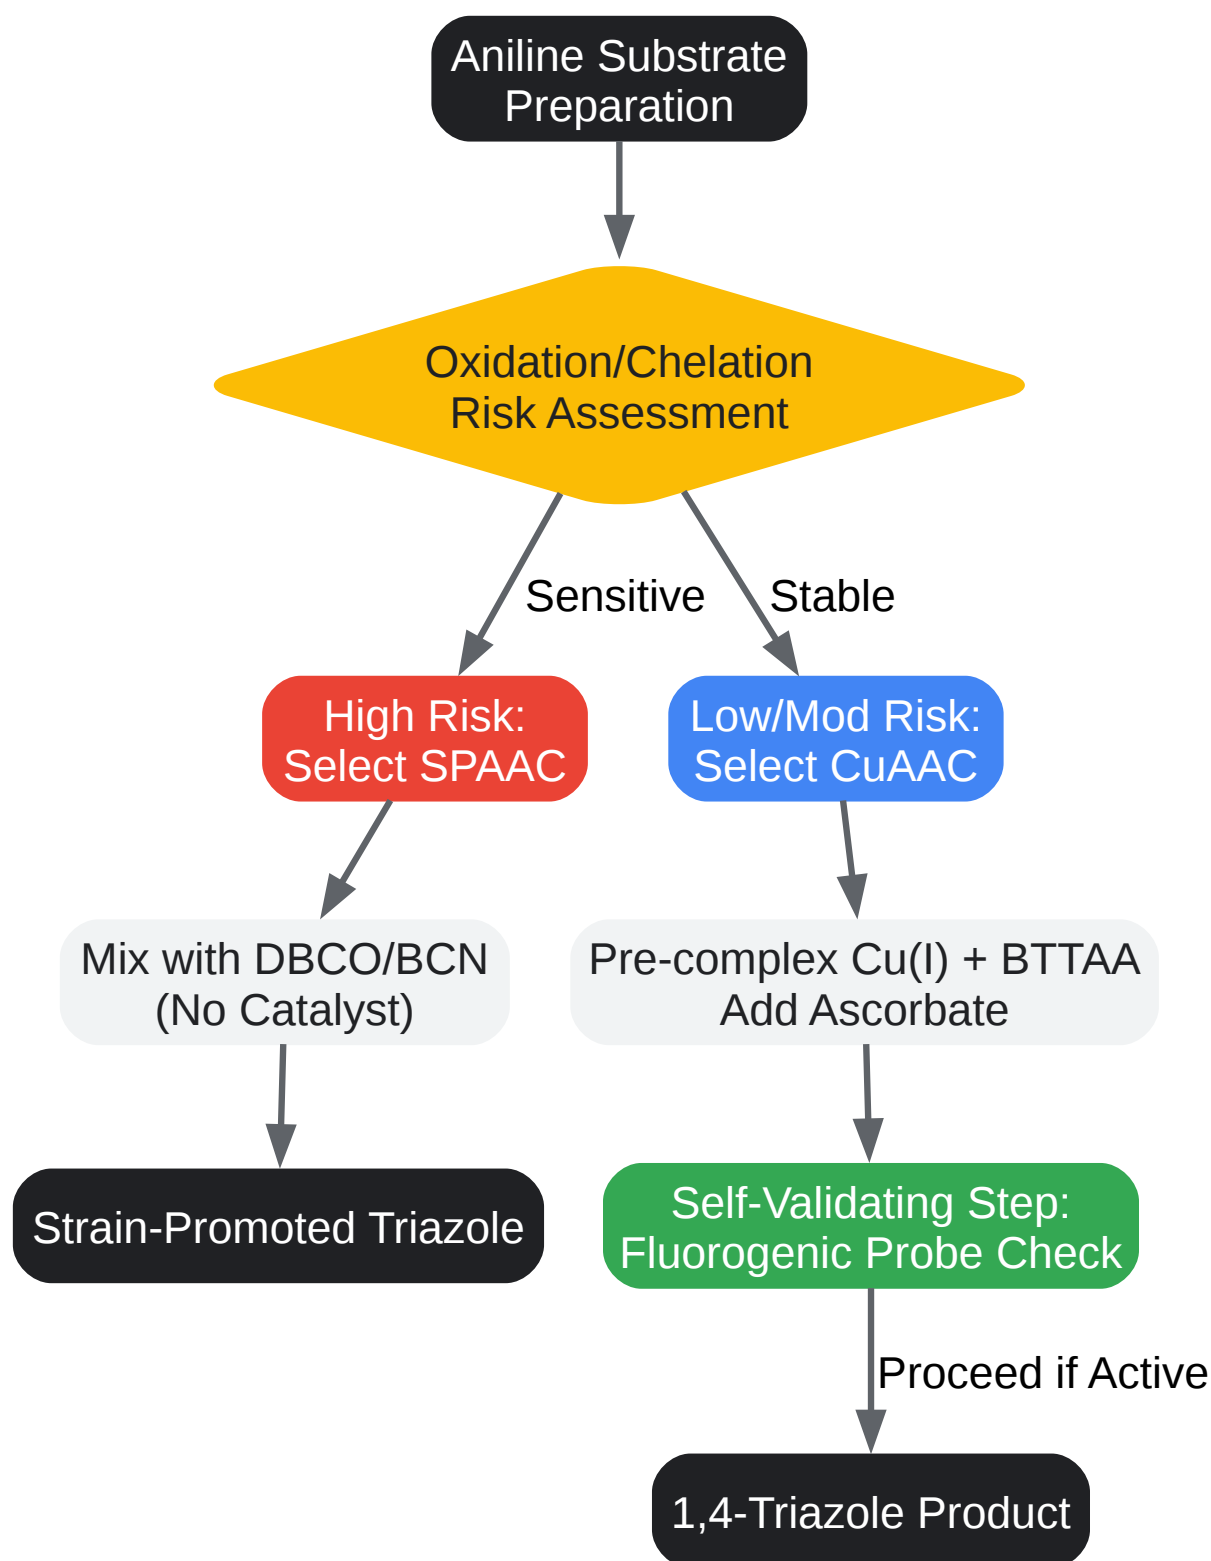 Aniline Substrate
Preparation
Oxidation/Chelation
Risk Assessment
Sensitive
Stable
High Risk:
Select SPAAC
Low/Mod Risk:
Select CuAAC
Mix with DBCO/BCN
(No Catalyst)
Pre-complex Cu(I) + BTTAA
Add Ascorbate
Strain-Promoted Triazole
Self-Validating Step:
Fluorogenic Probe Check
Proceed if Active
1,4-Triazole Product